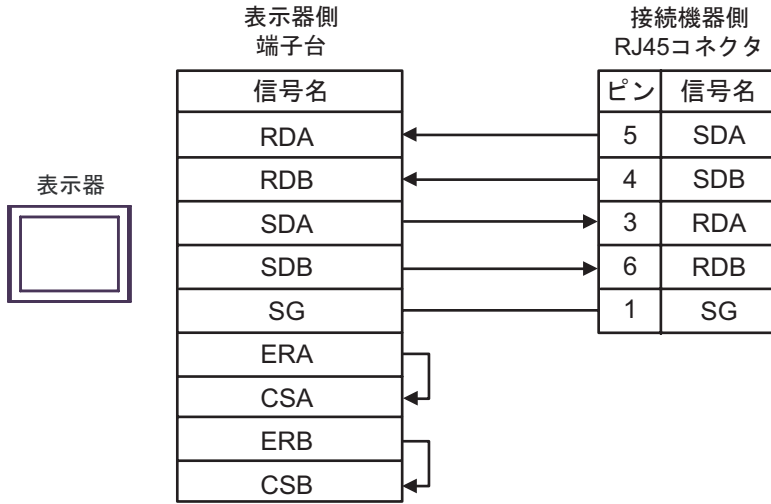 表示器側
端子台
接続機器側
RJ45コネクタ
信号名
ピン 信号名
RDA 5 SDA
RDB 4 SDB
表示器
SDA 3 RDA
SDB 6 RDB
SG 1 SG
ERA
CSA
ERB
CSB